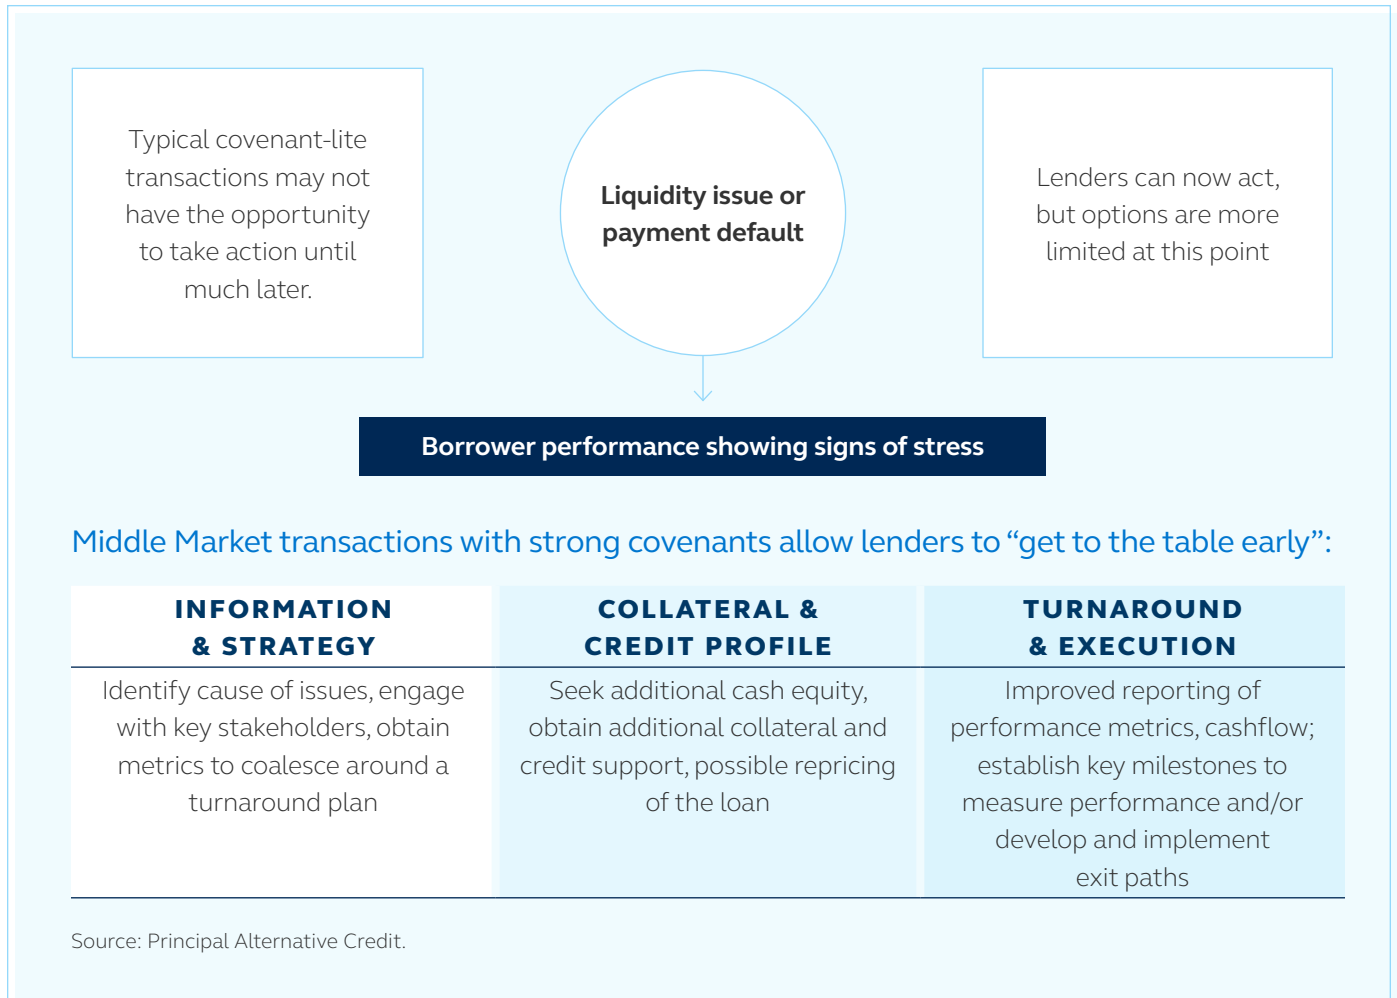 Typical covenant-lite
transactions may not
have the opportunity
to take action until
much later.
Liquidity issue or
payment default
Lenders can now act,
but options are more
limited at this point
Borrower performance showing signs of stress
Middle Market transactions with strong covenants allow lenders to “get to the table early”:
INFORMATION
& STRATEGY
Identify cause of issues, engage
with key stakeholders, obtain
metrics to coalesce around a
turnaround plan
COLLATERAL &
CREDIT PROFILE
Seek additional cash equity,
obtain additional collateral and
credit support, possible repricing
of the loan
TURNAROUND
& EXECUTION
Improved reporting of
performance metrics, cashflow;
establish key milestones to
measure performance and/or
develop and implement
exit paths
Source: Principal Alternative Credit.